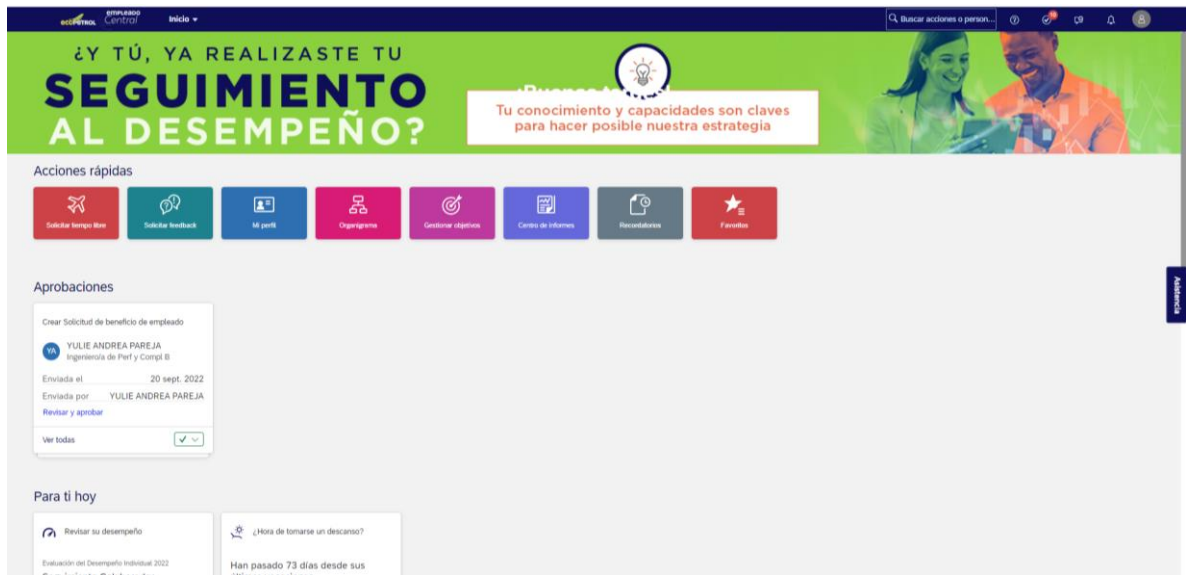 ecopetrol
empleado
Central
Inicio
Buscar acciones o person...
¿Y TÚ, YA REALIZASTE TU
SEGUIMIENTO
AL DESEMPEÑO?
Tu conocimiento y capacidades son claves
para hacer posible nuestra estrategia
Acciones rápidas
Solicitar tiempo libre
Solicitar feedback
Mi perfil
Organigrama
Gestionar objetivos
Centro de informes
Recordatorios
Favoritos
Asistencia
Aprobaciones
Crear Solicitud de beneficio de empleado
YA
YULIE ANDREA PAREJA
Ingeniero/a de Perf y Compl B
Enviada el 20 sept. 2022
Enviada por YULIE ANDREA PAREJA
Revisar y aprobar
Ver todas
Para ti hoy
Revisar su desempeño
Evaluación del Desempeño Individual 2022
¿Hora de tomarse un descanso?
Han pasado 73 días desde sus